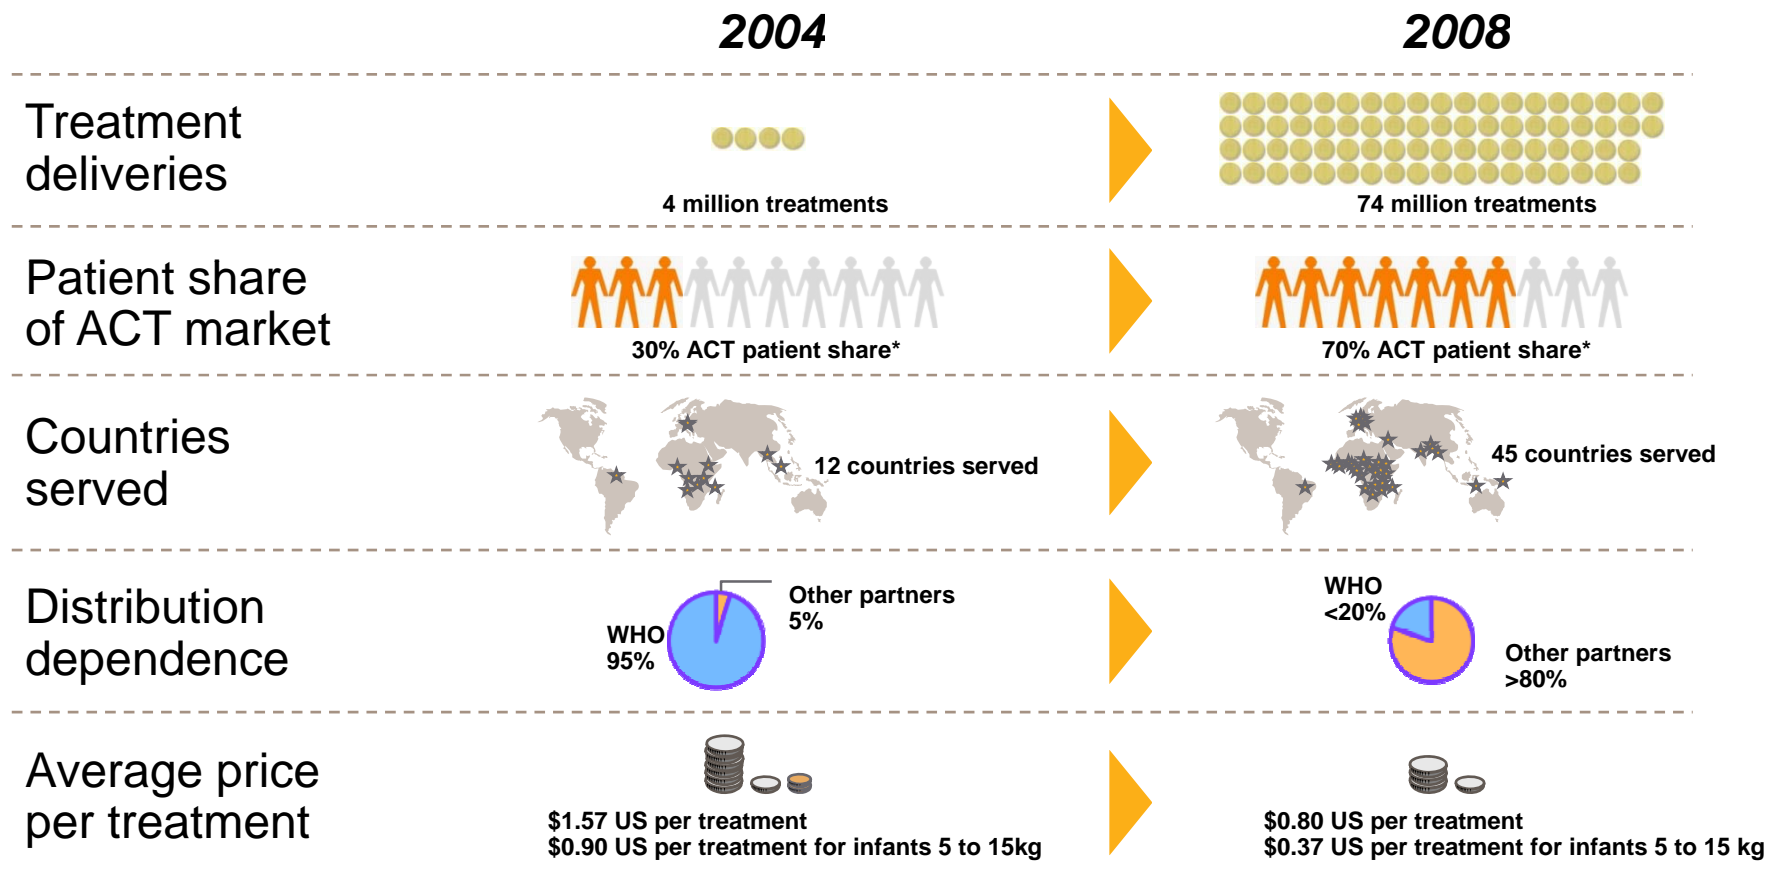 2004
2008
Treatment
deliveries
4 million treatments
74 million treatments
Patient share
of ACT market
30% ACT patient share*
70% ACT patient share*
Countries
served
12 countries served
45 countries served
Distribution
dependence
WHO
95%
Other partners
5%
WHO
<20%
Other partners
>80%
Average price
per treatment
$1.57 US per treatment
$0.90 US per treatment for infants 5 to 15kg
$0.80 US per treatment
$0.37 US per treatment for infants 5 to 15 kg